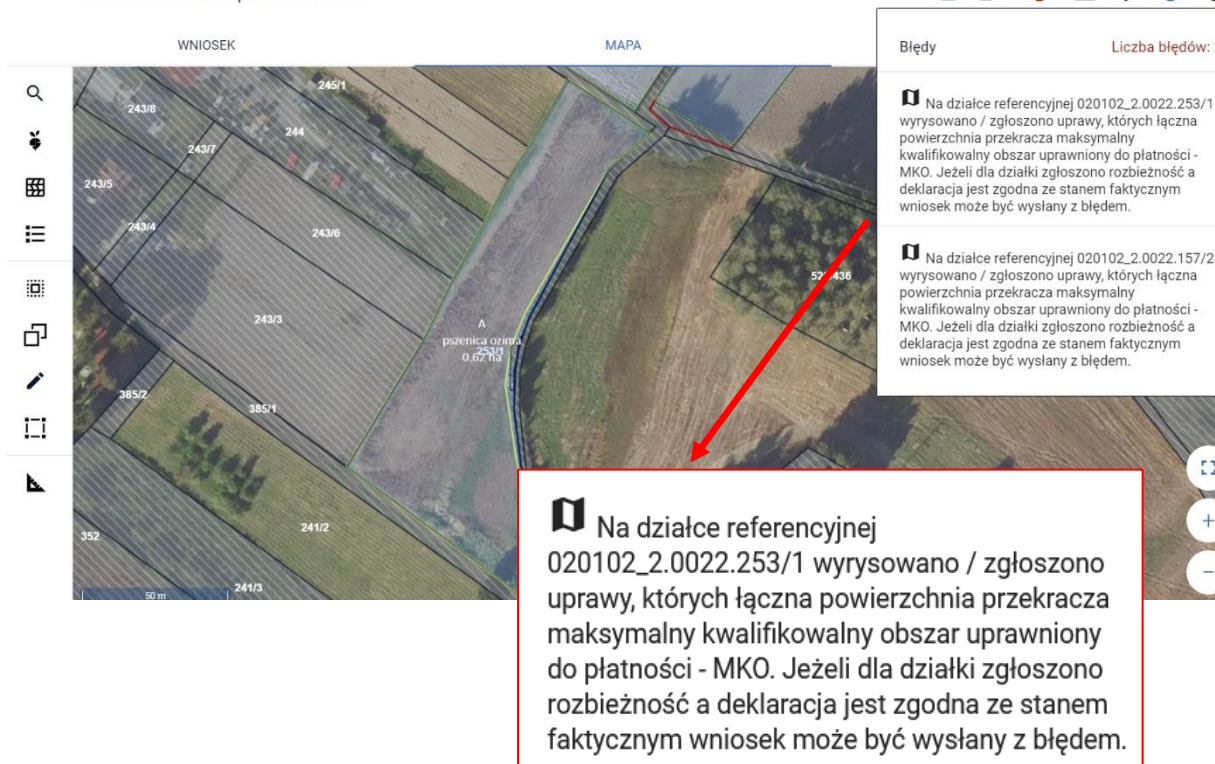 WNIOSEK
MAPA
Błędy
Liczba błędów:
Na działce referencyjnej 020102_2.0022.253/1
wyrysowano / zgłoszono uprawy, których łączna
powierzchnia przekracza maksymalny
kwalifikowalny obszar uprawniony do płatności -
MKO. Jeżeli dla działki zgłoszono rozbieżność a
deklaracja jest zgodna ze stanem faktycznym
wniosek może być wysłany z błędem.
Na działce referencyjnej 020102_2.0022.157/2
wyrysowano / zgłoszono uprawy, których łączna
powierzchnia przekracza maksymalny
kwalifikowalny obszar uprawniony do płatności -
MKO. Jeżeli dla działki zgłoszono rozbieżność a
deklaracja jest zgodna ze stanem faktycznym
wniosek może być wysłany z błędem.
245/1
243/8
244
243/7
243/5
243/4
243/6
243/3
A
pszenica ozima
253/1
0.62 ha
385/2
385/1
241/2
352
241/3
50 m
Na działce referencyjnej
020102_2.0022.253/1 wyrysowano / zgłoszono
uprawy, których łączna powierzchnia przekracza
maksymalny kwalifikowalny obszar uprawniony
do płatności - MKO. Jeżeli dla działki zgłoszono
rozbieżność a deklaracja jest zgodna ze stanem
faktycznym wniosek może być wysłany z błędem.